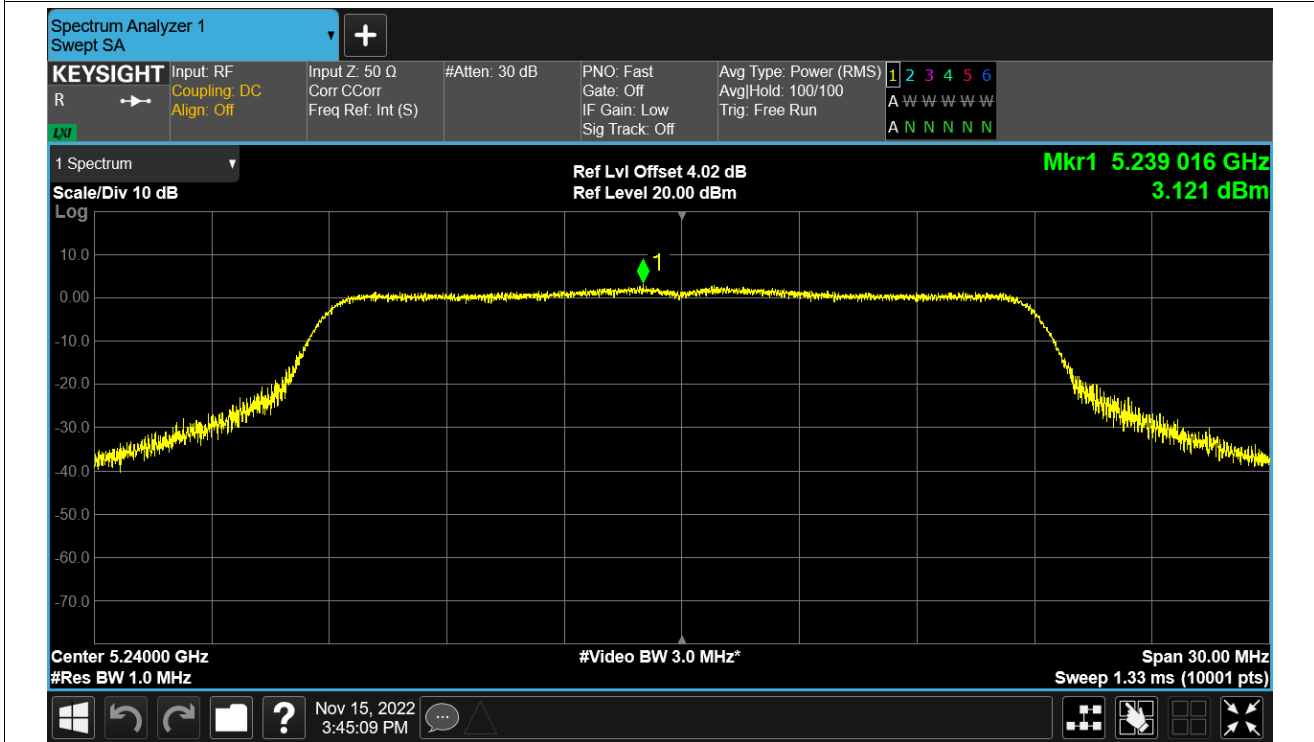 Spectrum Analyzer 1
Swept SA
+
KEYSIGHT
R
LXI
Input: RF
Coupling: DC
Align: Off
Input Z: 50 Ω
Corr CCorr
Freq Ref: Int (S)
#Atten: 30 dB
PNO: Fast
Gate: Off
IF Gain: Low
Sig Track: Off
Avg Type: Power (RMS)
Avg|Hold: 100/100
Trig: Free Run
1 2 3 4 5 6
A W W W W W
A N N N N N
1 Spectrum
Scale/Div 10 dB
Log
Ref Lvl Offset 4.02 dB
Ref Level 20.00 dBm
Mkr1 5.239 016 GHz
3.121 dBm
1
10.0
0.00
-10.0
-20.0
-30.0
-40.0
-50.0
-60.0
-70.0
Center 5.24000 GHz
#Res BW 1.0 MHz
#Video BW 3.0 MHz*
Span 30.00 MHz
Sweep 1.33 ms (10001 pts)
?
Nov 15, 2022
3:45:09 PM